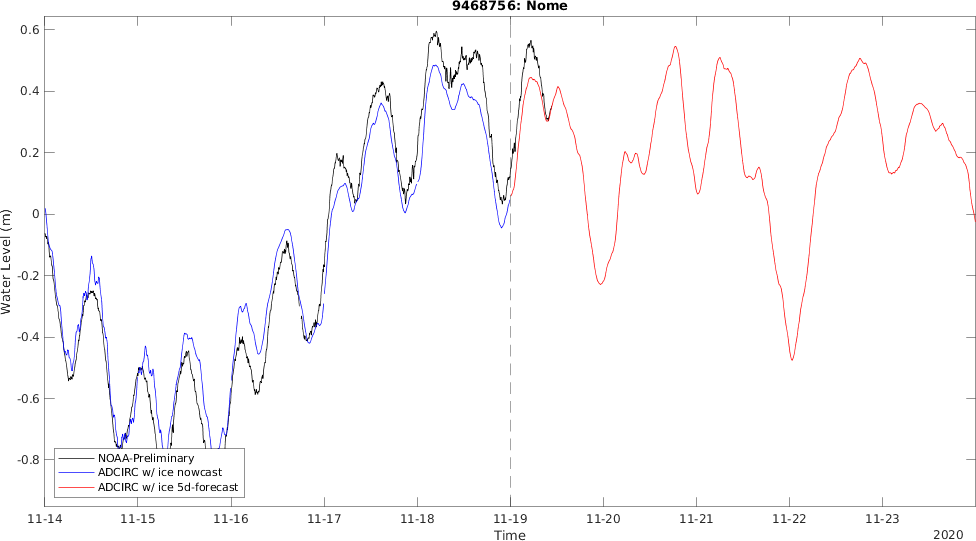 9468756: Nome
0.6
0.4
0.2
0
-0.2
-0.4
-0.6
-0.8
Water Level (m)
NOAA-Preliminary
ADCIRC w/ ice nowcast
ADCIRC w/ ice 5d-forecast
11-14 11-15 11-16 11-17 11-18 11-19 11-20 11-21 11-22 11-23
Time
2020